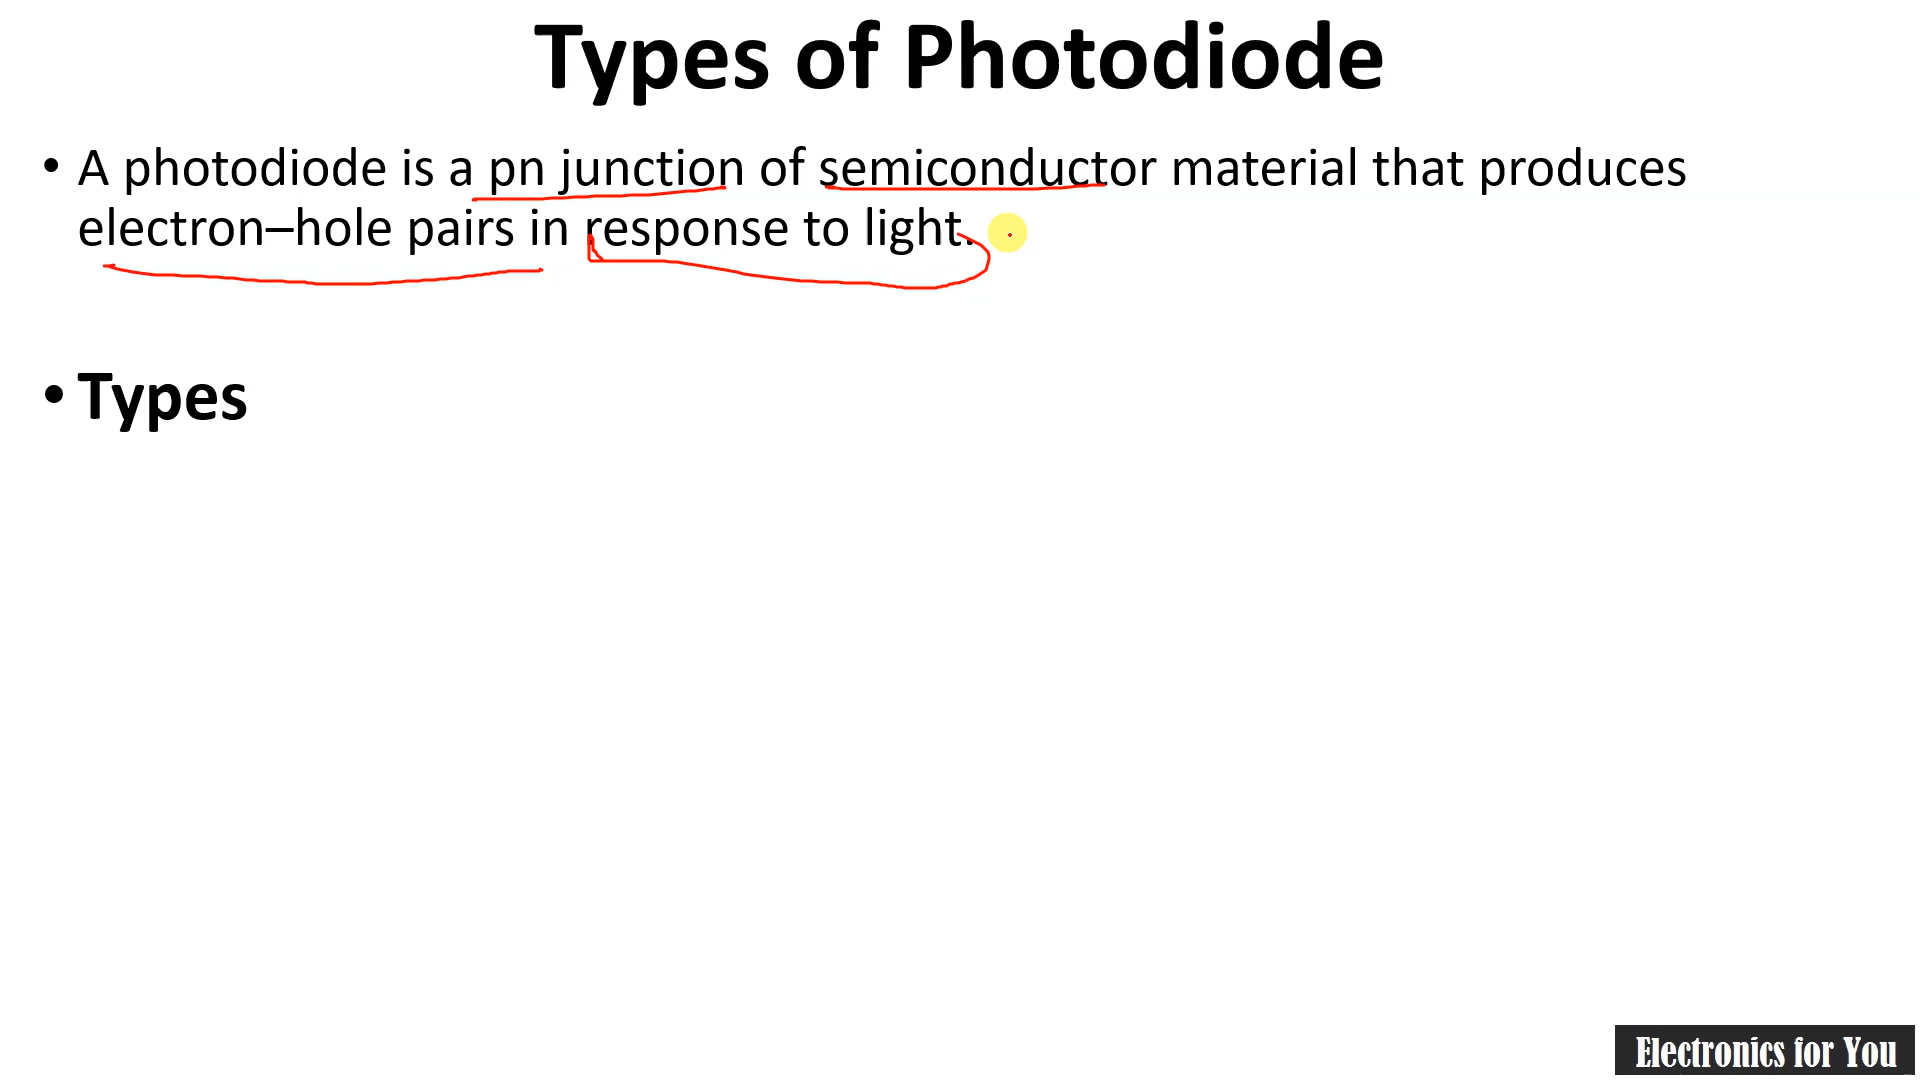 Types of Photodiode
• A photodiode is a pn junction of semiconductor material that produces
electron–hole pairs in response to light.
• Types
Electronics for You